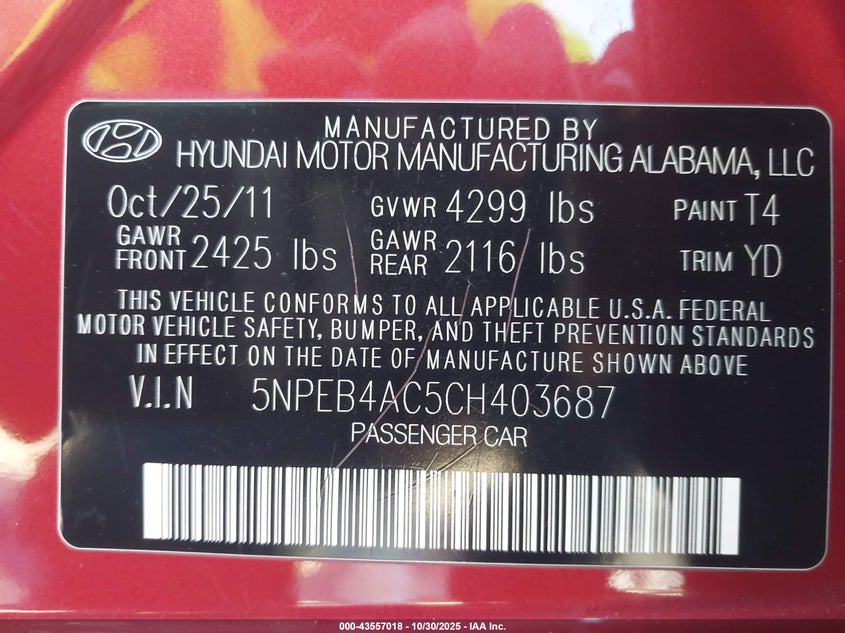 MANUFACTURED BY
HYUNDAI MOTOR MANUFACTURING ALABAMA, LLC
Oct/25/11 GVWR 4299 lbs PAINT T4
GAWR FRONT 2425 lbs GAWR REAR 2116 lbs TRIM YD
THIS VEHICLE CONFORMS TO ALL APPLICABLE U.S.A. FEDERAL
MOTOR VEHICLE SAFETY, BUMPER, AND THEFT PREVENTION STANDARDS
IN EFFECT ON THE DATE OF MANUFACTURE SHOWN ABOVE
V.I.N 5NPEB4AC5CH403687
PASSENGER CAR
000-43557018 - 10/30/2025 - IAA Inc.